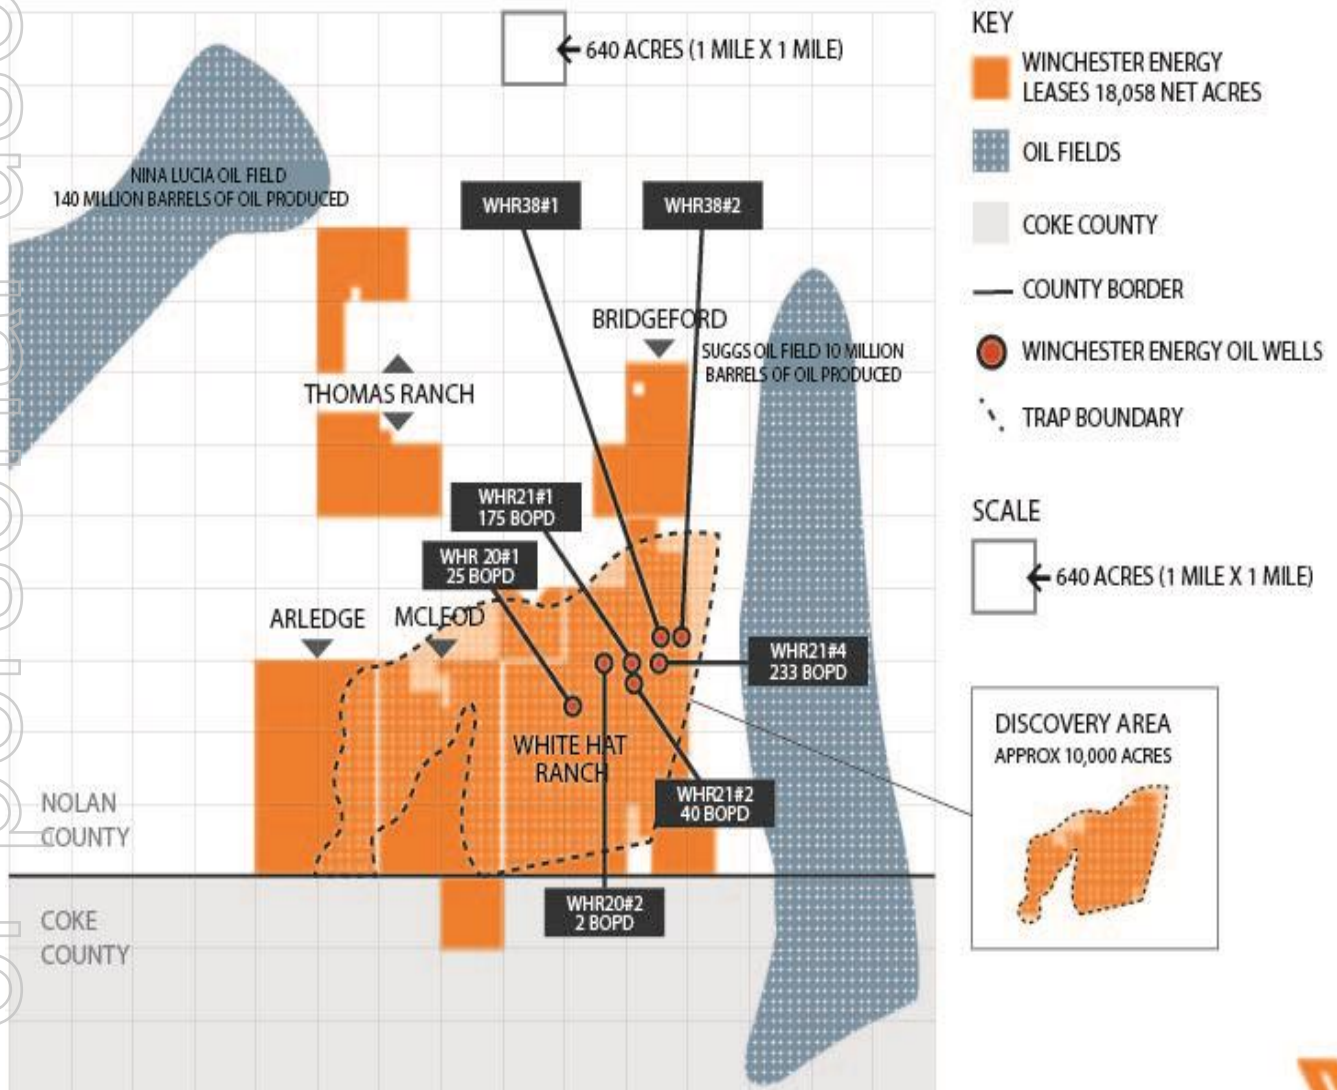 640 ACRES (1 MILE X 1 MILE)
KEY
WINCHESTER ENERGY
LEASES 18,058 NET ACRES
OIL FIELDS
COKE COUNTY
COUNTY BORDER
WINCHESTER ENERGY OIL WELLS
TRAP BOUNDARY
SCALE
640 ACRES (1 MILE X 1 MILE)
NINA LUCIA OIL FIELD
140 MILLION BARRELS OF OIL PRODUCED
WHR38#1
WHR38#2
BRIDGEFORD
SUGGS OIL FIELD 10 MILLION
BARRELS OF OIL PRODUCED
THOMAS RANCH
WHR21#1
175 BOPD
WHR 20#1
25 BOPD
ARLEDGE
MCLEOD
WHR21#4
233 BOPD
WHITE HAT
RANCH
WHR21#2
40 BOPD
DISCOVERY AREA
APPROX 10,000 ACRES
NOLAN
COUNTY
COKE
COUNTY
WHR20#2
2 BOPD